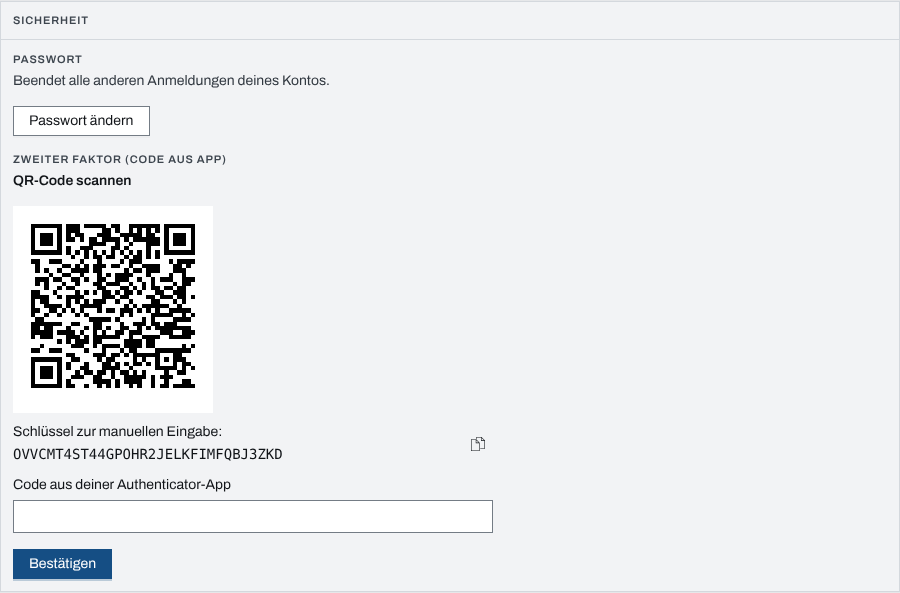 SICHERHEIT
PASSWORT
Beendet alle anderen Anmeldungen deines Kontos.
Passwort ändern
ZWEITER FAKTOR (CODE AUS APP)
QR-Code scannen
Schlüssel zur manuellen Eingabe:
OVVCMT4ST44GPOHR2JELKFIMFQBJ3ZKD
Code aus deiner Authenticator-App
Bestätigen